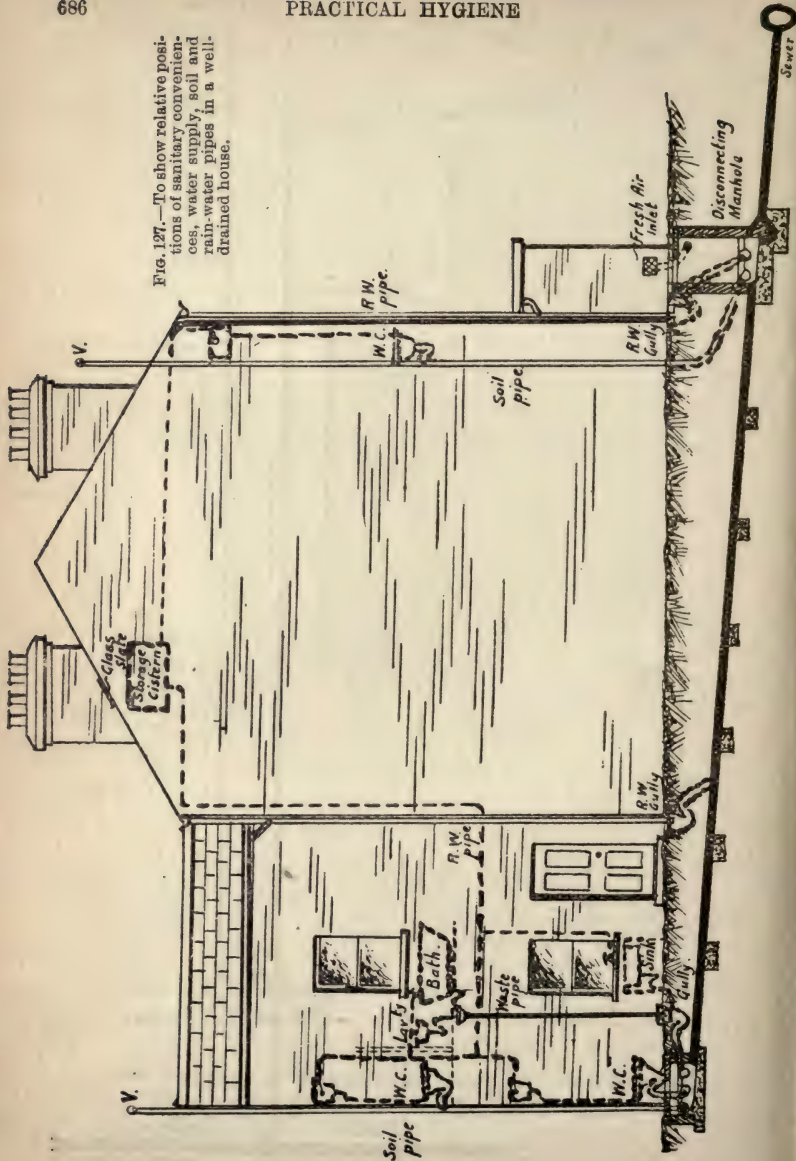 686
PRACTICAL HYGIENE
FIG. 127.—To show relative posi-
tions of sanitary convenien-
ces, water supply, soil and
rain-water pipes in a well-
drained house.
V.
V.
Glass
Slate
Storage
Cistern
R.W.
pipe.
W.C.
Soil
pipe
R.W.
Gully
Fresh Air
Inlet
Disconnecting
Manhole
Sewer
R.W.
pipe
R.W.
Gully
Lavy
Bath.
Waste
pipe
Sink
Gully
W.C.
W.C.
Soil
pipe